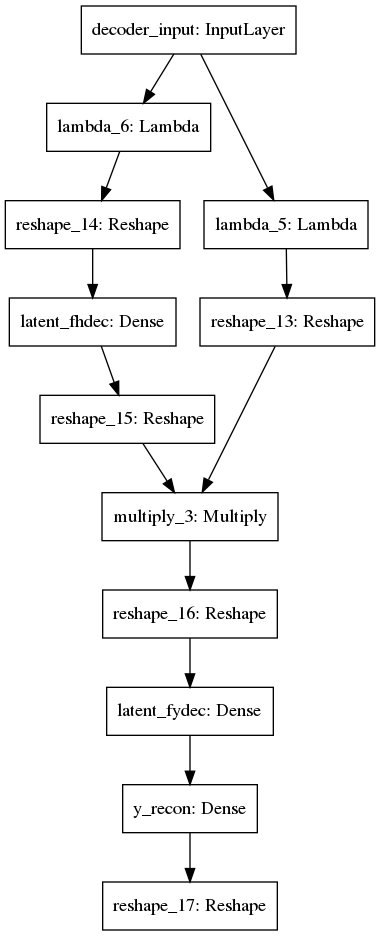 decoder_input: InputLayer
lambda_6: Lambda
reshape_14: Reshape
lambda_5: Lambda
latent_fhdec: Dense
reshape_13: Reshape
reshape_15: Reshape
multiply_3: Multiply
reshape_16: Reshape
latent_fydec: Dense
y_recon: Dense
reshape_17: Reshape